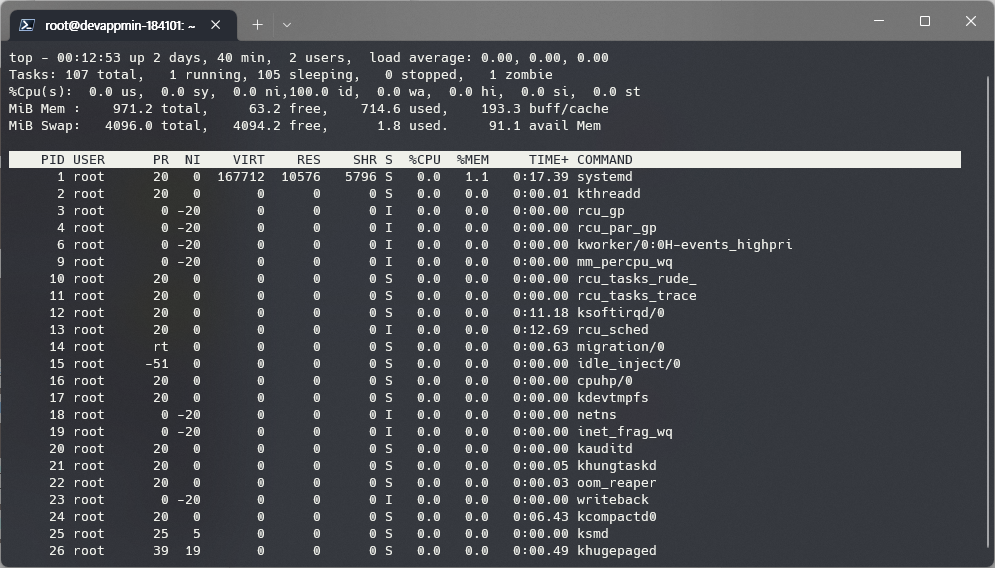 root@devappmin-184101: ~
top - 00:12:53 up 2 days, 40 min,  2 users,  load average: 0.00, 0.00, 0.00
Tasks: 107 total,   1 running, 105 sleeping,   0 stopped,   1 zombie
%Cpu(s):  0.0 us,  0.0 sy,  0.0 ni,100.0 id,  0.0 wa,  0.0 hi,  0.0 si,  0.0 st
MiB Mem :    971.2 total,     63.2 free,    714.6 used,    193.3 buff/cache
MiB Swap:   4096.0 total,   4094.2 free,      1.8 used.     91.1 avail Mem
PID USER      PR  NI    VIRT    RES    SHR S  %CPU  %MEM     TIME+ COMMAND
1 root      20   0  167712  10576   5796 S   0.0   1.1   0:17.39 systemd
2 root      20   0       0      0      0 S   0.0   0.0   0:00.01 kthreadd
3 root       0 -20       0      0      0 I   0.0   0.0   0:00.00 rcu_gp
4 root       0 -20       0      0      0 I   0.0   0.0   0:00.00 rcu_par_gp
6 root       0 -20       0      0      0 I   0.0   0.0   0:00.00 kworker/0:0H-events_highpri
9 root       0 -20       0      0      0 I   0.0   0.0   0:00.00 mm_percpu_wq
10 root      20   0       0      0      0 S   0.0   0.0   0:00.00 rcu_tasks_rude_
11 root      20   0       0      0      0 S   0.0   0.0   0:00.00 rcu_tasks_trace
12 root      20   0       0      0      0 S   0.0   0.0   0:11.18 ksoftirqd/0
13 root      20   0       0      0      0 I   0.0   0.0   0:12.69 rcu_sched
14 root      rt   0       0      0      0 S   0.0   0.0   0:00.63 migration/0
15 root     -51   0       0      0      0 S   0.0   0.0   0:00.00 idle_inject/0
16 root      20   0       0      0      0 S   0.0   0.0   0:00.00 cpuhp/0
17 root      20   0       0      0      0 S   0.0   0.0   0:00.00 kdevtmpfs
18 root       0 -20       0      0      0 I   0.0   0.0   0:00.00 netns
19 root       0 -20       0      0      0 I   0.0   0.0   0:00.00 inet_frag_wq
20 root      20   0       0      0      0 S   0.0   0.0   0:00.00 kauditd
21 root      20   0       0      0      0 S   0.0   0.0   0:00.05 khungtaskd
22 root      20   0       0      0      0 S   0.0   0.0   0:00.03 oom_reaper
23 root       0 -20       0      0      0 I   0.0   0.0   0:00.00 writeback
24 root      20   0       0      0      0 S   0.0   0.0   0:06.43 kcompactd0
25 root      25   5       0      0      0 S   0.0   0.0   0:00.00 ksmd
26 root      39  19       0      0      0 S   0.0   0.0   0:00.49 khugepaged